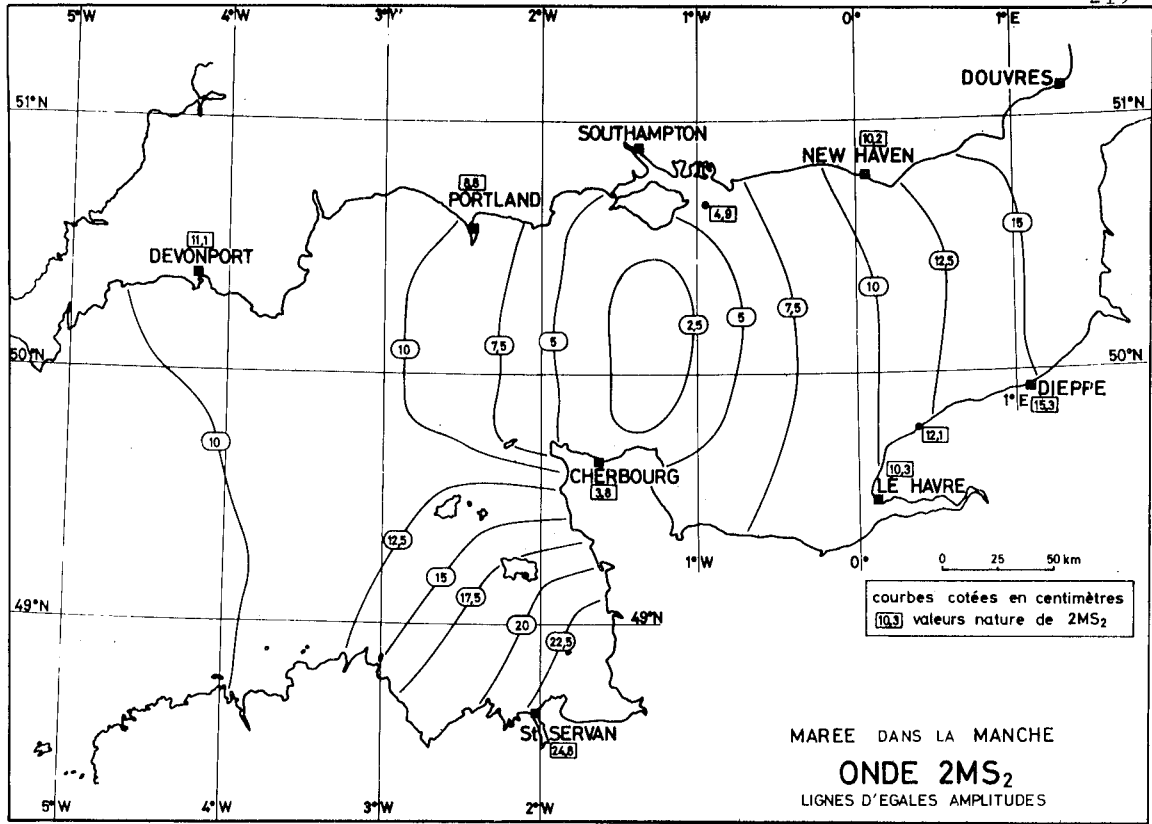 5°W
4°W
3°W
2°W
1°W
0°
1°E
DOUVRES
51°N
51°N
SOUTHAMPTON
10,2
NEW HAVEN
8,8
PORTLAND
4,9
15
11,1
DEVONPORT
12,5
10
2,5
7,5
10
7,5
5
5
50°N
50°N
DIEPPE
1°E
15,3
10
12,1
CHERBOURG
3,8
10,3
LE HAVRE
12,5
1°W
0°
0 25 50 km
15
17,5
courbes cotées en centimètres
10,3 valeurs nature de 2MS₂
49°N
49°N
20
22,5
St SERVAN
24,8
MAREE DANS LA MANCHE
ONDE 2MS₂
LIGNES D'EGALES AMPLITUDES
5°W
4°W
3°W
2°W